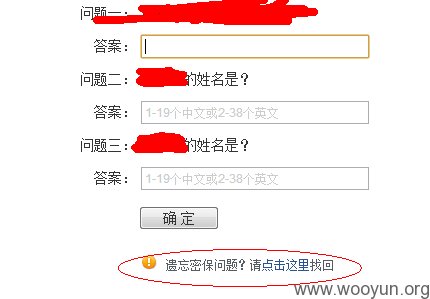 问题一：
答案：
问题二： 的姓名是？
答案： 1-19个中文或2-38个英文
问题三： 的姓名是？
答案： 1-19个中文或2-38个英文
确 定
遗忘密保问题？请点击这里找回
www.wooyun.org